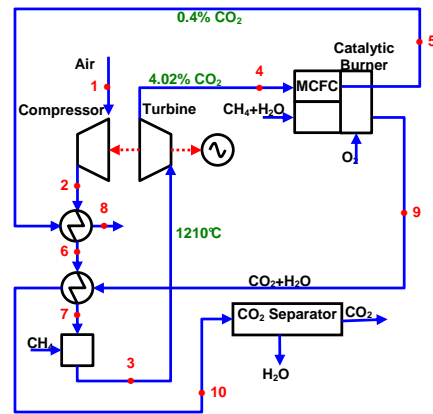 0.4% CO₂
5
Catalytic
Burner
Air
1
4.02% CO₂
4
MCFC
Compressor
Turbine
CH₄+H₂O
O₂
2
8
9
6
1210°C
CO₂+H₂O
7
CO₂ Separator
CO₂
CH₄
3
H₂O
10